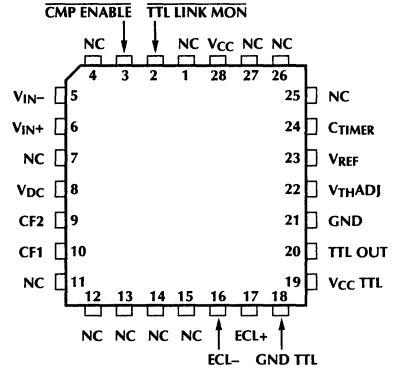 CMP ENABLE TTL LINK MON
NC NC VCC NC NC
4 3 2 1 28 27 26
VIN– 5 25 NC
VIN+ 6 24 CTIMER
NC 7 23 VREF
VDC 8 22 VTHADJ
CF2 9 21 GND
CF1 10 20 TTL OUT
NC 11 19 VCC TTL
12 13 14 15 16 17 18
NC NC NC NC ECL+
ECL– GND TTL